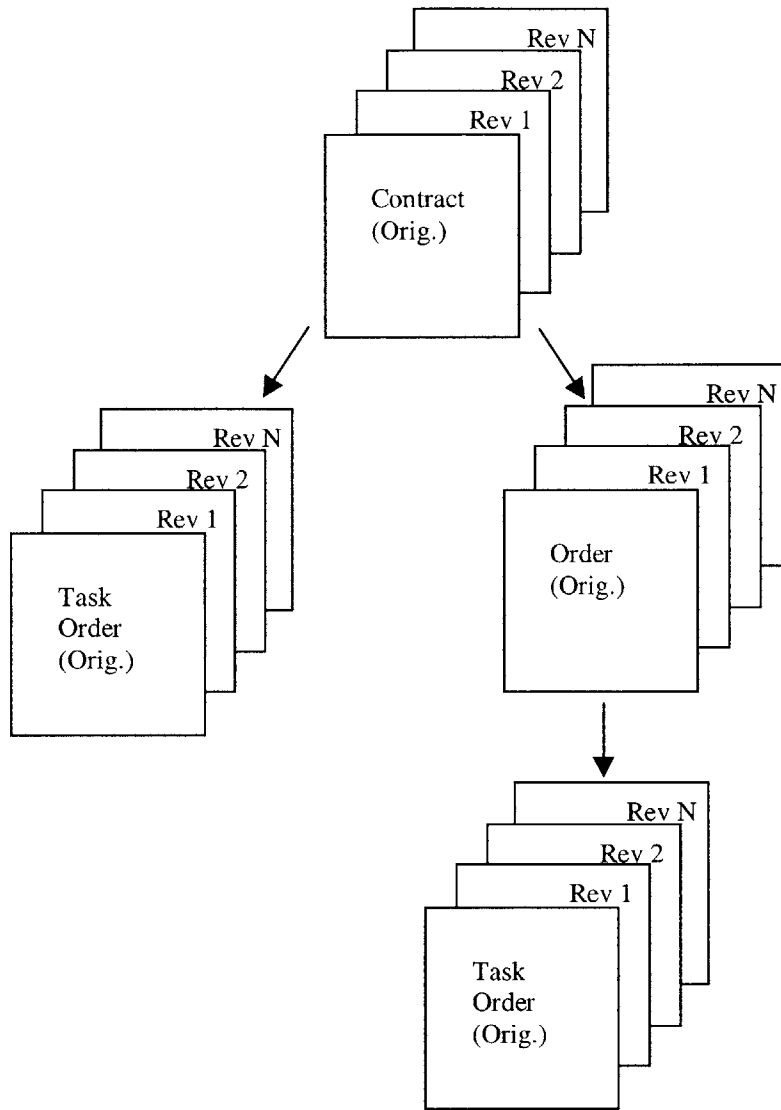 Rev N
Rev 2
Rev 1
Contract
(Orig.)
Rev N
Rev 2
Rev 1
Task
Order
(Orig.)
Rev N
Rev 2
Rev 1
Order
(Orig.)
Rev N
Rev 2
Rev 1
Task
Order
(Orig.)